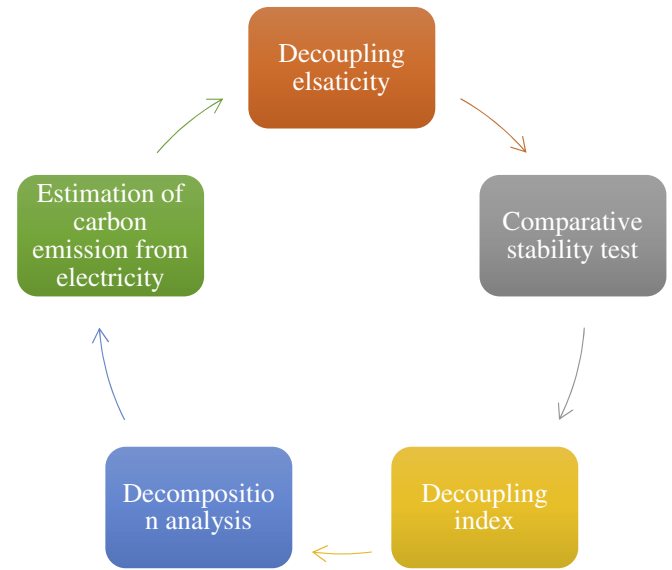 Decoupling
elsaticity
Estimation of
carbon
emission from
electricity
Comparative
stability test
Decompositio
n analysis
Decoupling
index